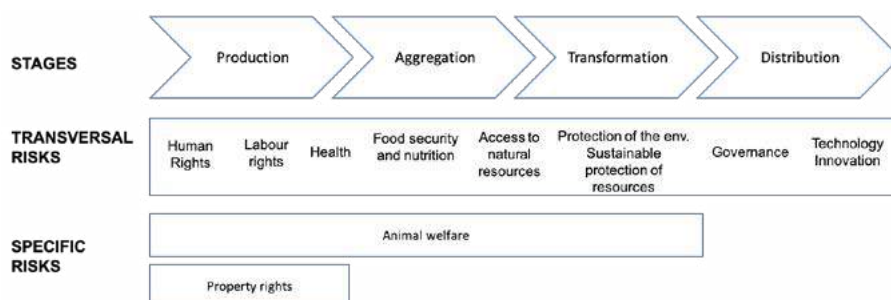 STAGES
Production
Aggregation
Transformation
Distribution
TRANSVERSAL
RISKS
Human
Rights
Labour
rights
Health
Food security
and nutrition
Access to
natural
resources
Protection of the env.
Sustainable
protection of
resources
Governance
Technology
Innovation
SPECIFIC
RISKS
Animal welfare
Property rights